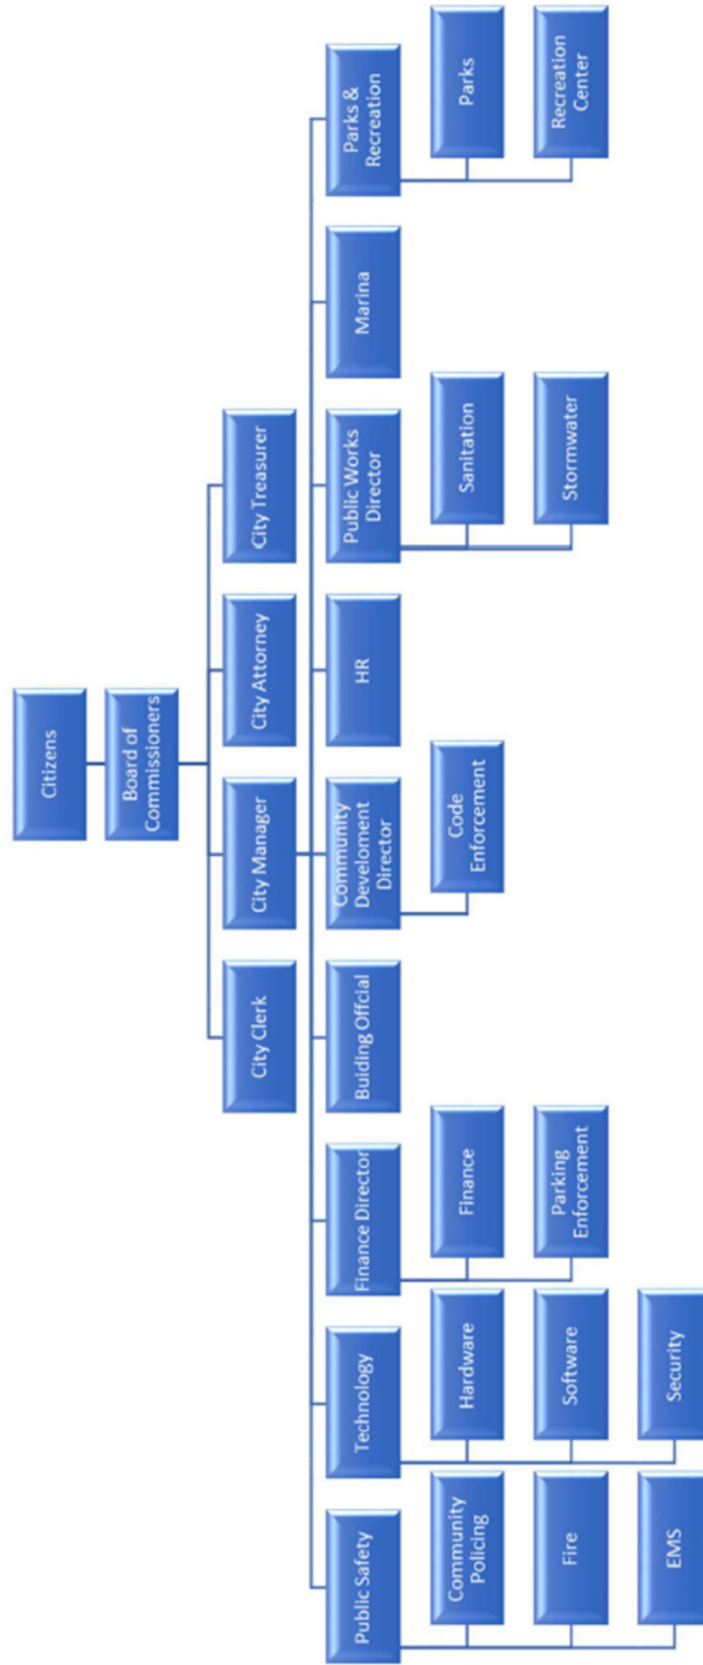 Citizens
Board of
Commissioners
City Clerk
City Manager
City Attorney
City Treasurer
Public Safety
Technology
Finance Director
Buiding Offcial
Community
Develoment
Director
HR
Public Works
Director
Marina
Parks &
Recreation
Community
Policing
Fire
EMS
Hardware
Software
Security
Finance
Parking
Enforcement
Code
Enforcement
Sanitation
Stormwater
Parks
Recreation
Center